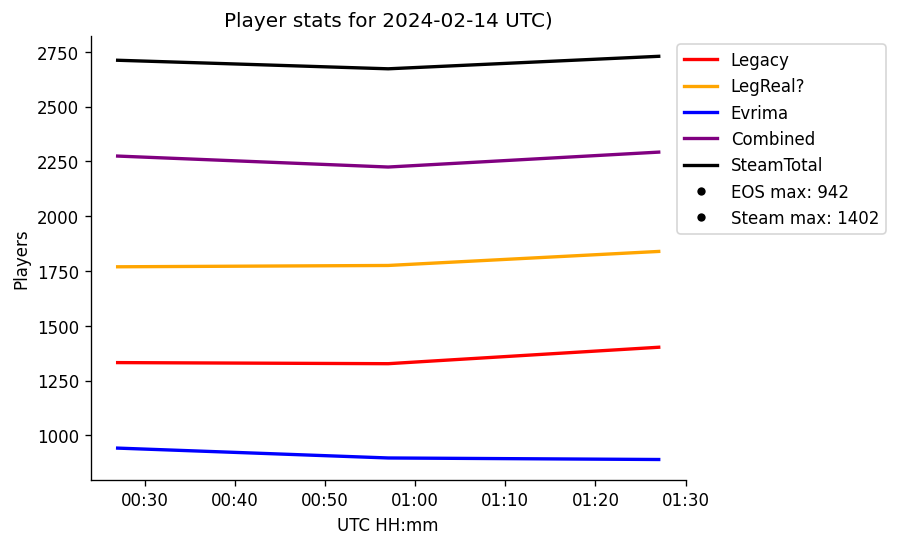 Player stats for 2024-02-14 UTC)
2750
2500
2250
2000
1750
1500
1250
1000
Players
00:30 00:40 00:50 01:00 01:10 01:20 01:30
UTC HH:mm
Legacy
LegReal?
Evrima
Combined
SteamTotal
EOS max: 942
Steam max: 1402